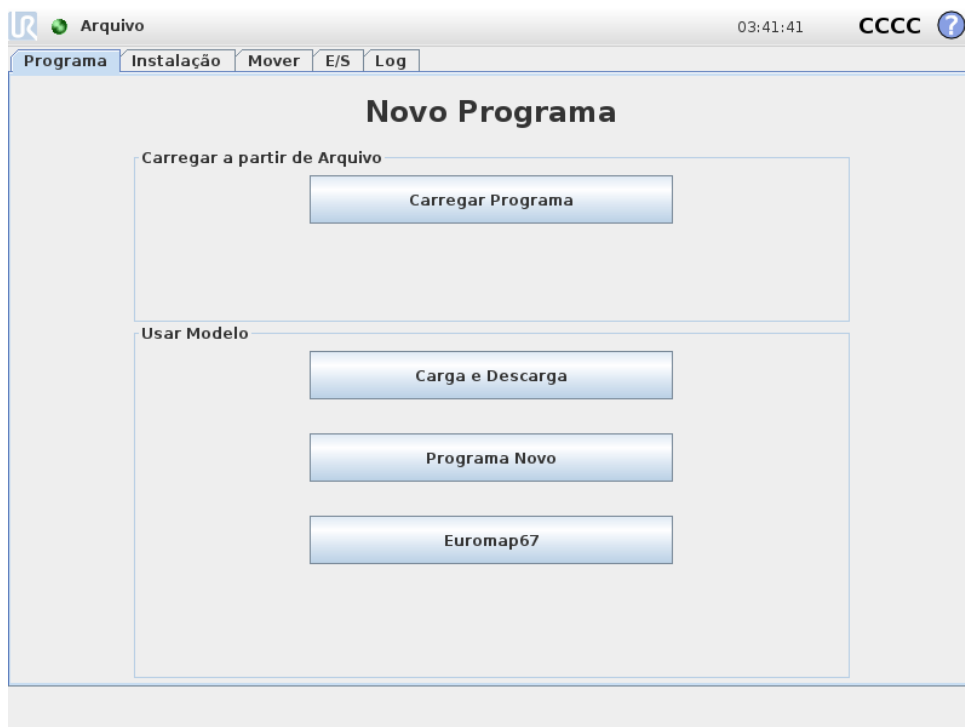 UR Arquivo 03:41:41 CCCC ?
Programa Instalação Mover E/S Log
Novo Programa
Carregar a partir de Arquivo
Carregar Programa
Usar Modelo
Carga e Descarga
Programa Novo
Euromap67